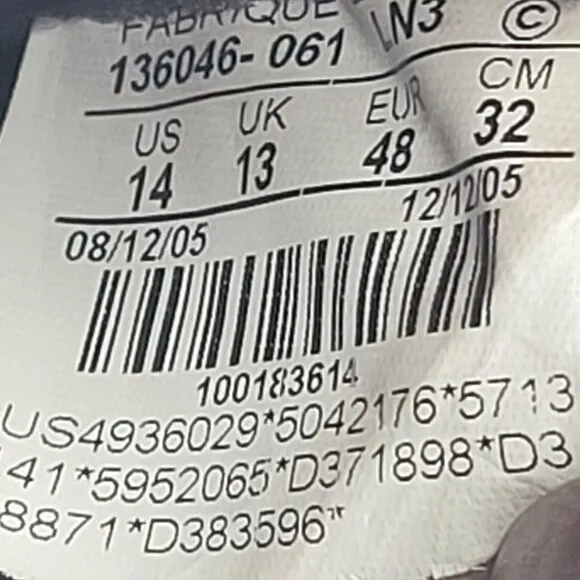 FABRIQUE
136046-061 LN3 ©
US UK EUR CM
14 13 48 32
08/12/05 12/12/05
100183614
US4936029*5042176*5713
41*5952065*D371898*D3
8871*D383596*